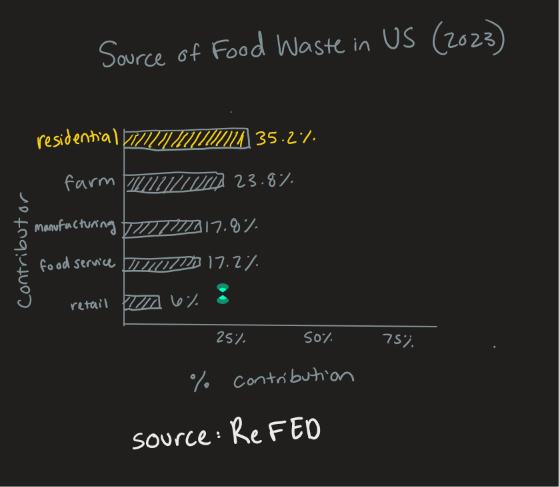 Source of Food Waste in US (2023)
residential 35.2%
farm 23.8%
manufacturing 17.8%
food service 17.2%
retail 6%
Contributor
25% 50% 75%
% contribution
source: ReFED